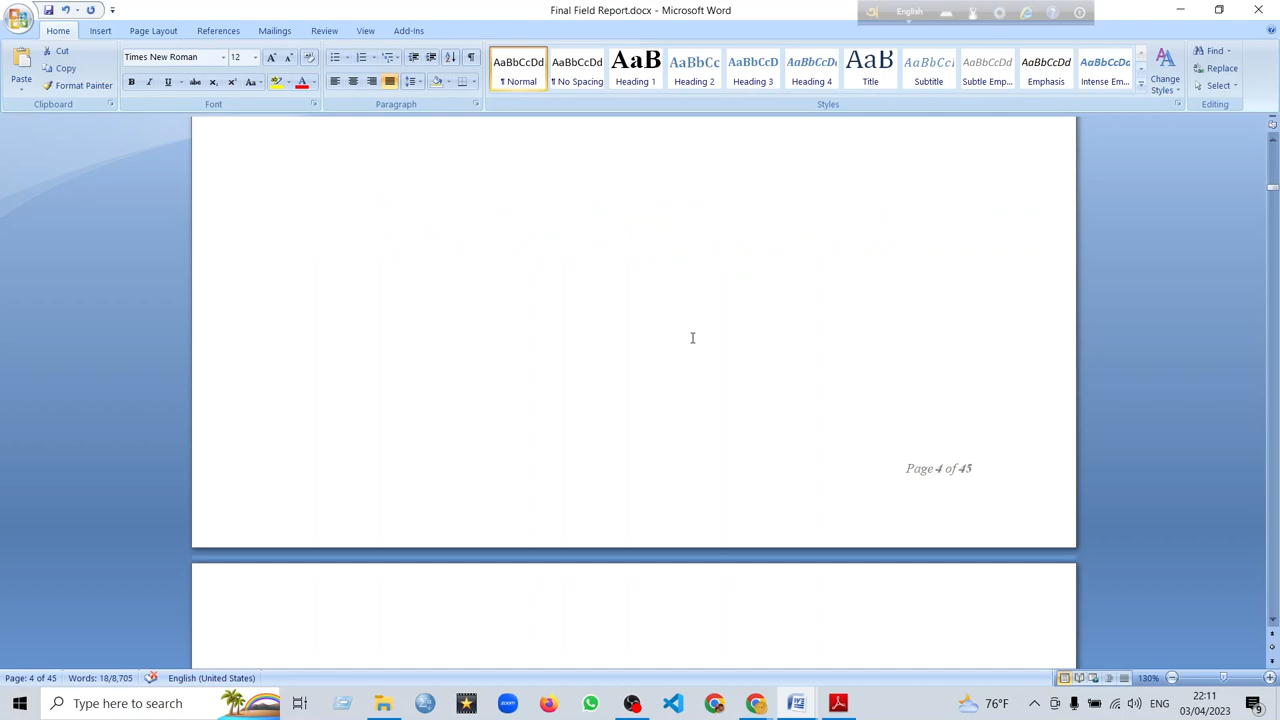 Final Field Report.docx - Microsoft Word
English
Home Insert Page Layout References Mailings Review View Add-Ins
Paste
Cut
Copy
Format Painter
Clipboard
Times New Roman 12
Font
Paragraph
AaBbCcDd AaBbCcDd AaB AaBbCc AaBbCcD AaBbCcDı AaB AaBbCcl AaBbCcDd AaBbCcDd AaBbCcDd
¶ Normal ¶ No Spacing Heading 1 Heading 2 Heading 3 Heading 4 Title Subtitle Subtle Emp... Emphasis Intense Em...
Styles
Change Styles
Find
Replace
Select
Editing
Page 4 of 45
Page: 4 of 45 Words: 18/8,705 English (United States) 130%
Type here to search
zoom
76°F
ENG
22:11
03/04/2023
9